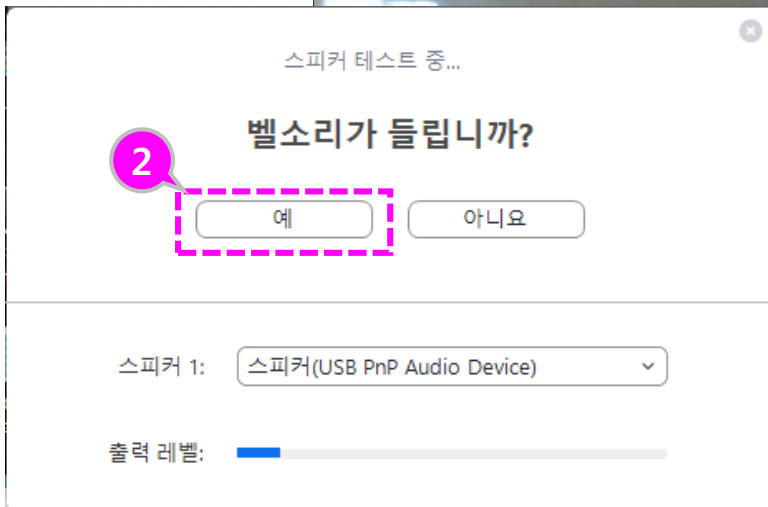 스피커 테스트 중...
벨소리가 들립니까?
2
예
아니요
스피커 1: 스피커(USB PnP Audio Device)
출력 레벨: